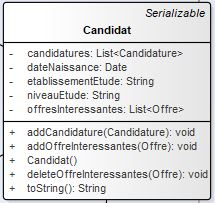 Serializable
Candidat
- candidatures: List<Candidature>
- dateNaissance: Date
- etablissementEtude: String
- niveauEtude: String
- offresInteressantes: List<Offre>
+ addCandidature(Candidature): void
+ addOffreInteressantes(Offre): void
+ Candidat()
+ deleteOffreInteressantes(Offre): void
+ toString(): String